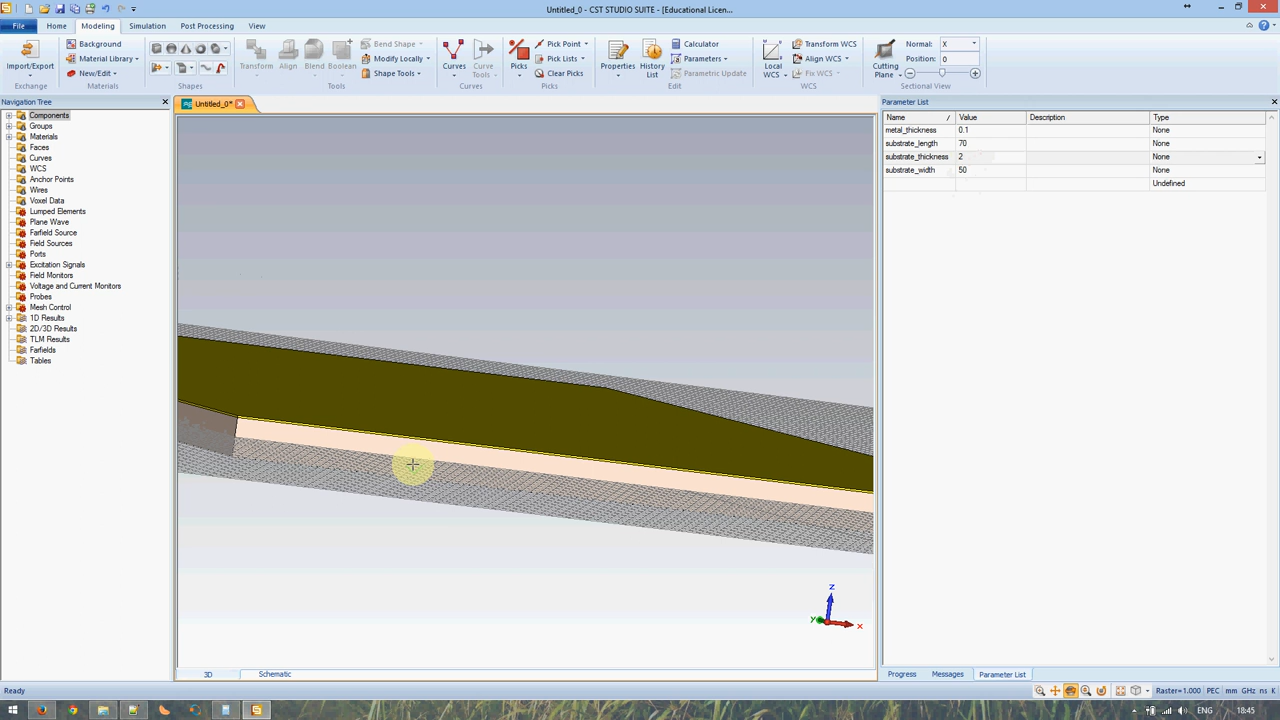 Untitled_0 - CST STUDIO SUITE - [Educational Licen...
File Home Modeling Simulation Post Processing View
Import/Export
Exchange
Background
Material Library
New/Edit
Materials
Transform Align Blend Boolean
Bend Shape
Modify Locally
Shape Tools
Tools
Curves Curve Tools
Curves
Picks
Pick Point
Pick Lists
Clear Picks
Picks
Properties History List
Calculator
Parameters
Parametric Update
Edit
Local WCS
Transform WCS
Align WCS
Fix WCS
WCS
Cutting Plane
Normal: X
Position: 0
Sectional View
Navigation Tree
Components
Groups
Materials
Faces
Curves
WCS
Anchor Points
Wires
Voxel Data
Lumped Elements
Plane Wave
Farfield Source
Field Sources
Ports
Excitation Signals
Field Monitors
Voltage and Current Monitors
Probes
Mesh Control
1D Results
2D/3D Results
TLM Results
Farfields
Tables
Untitled_0*
z
y
x
3D Schematic
Parameter List
Name / Value Description Type
metal_thickness 0.1 None
substrate_length 70 None
substrate_thickness 2 None
substrate_width 50 None
Undefined
Progress Messages Parameter List
Ready
Raster=1.000 PEC mm GHz ns K
ENG 18:45